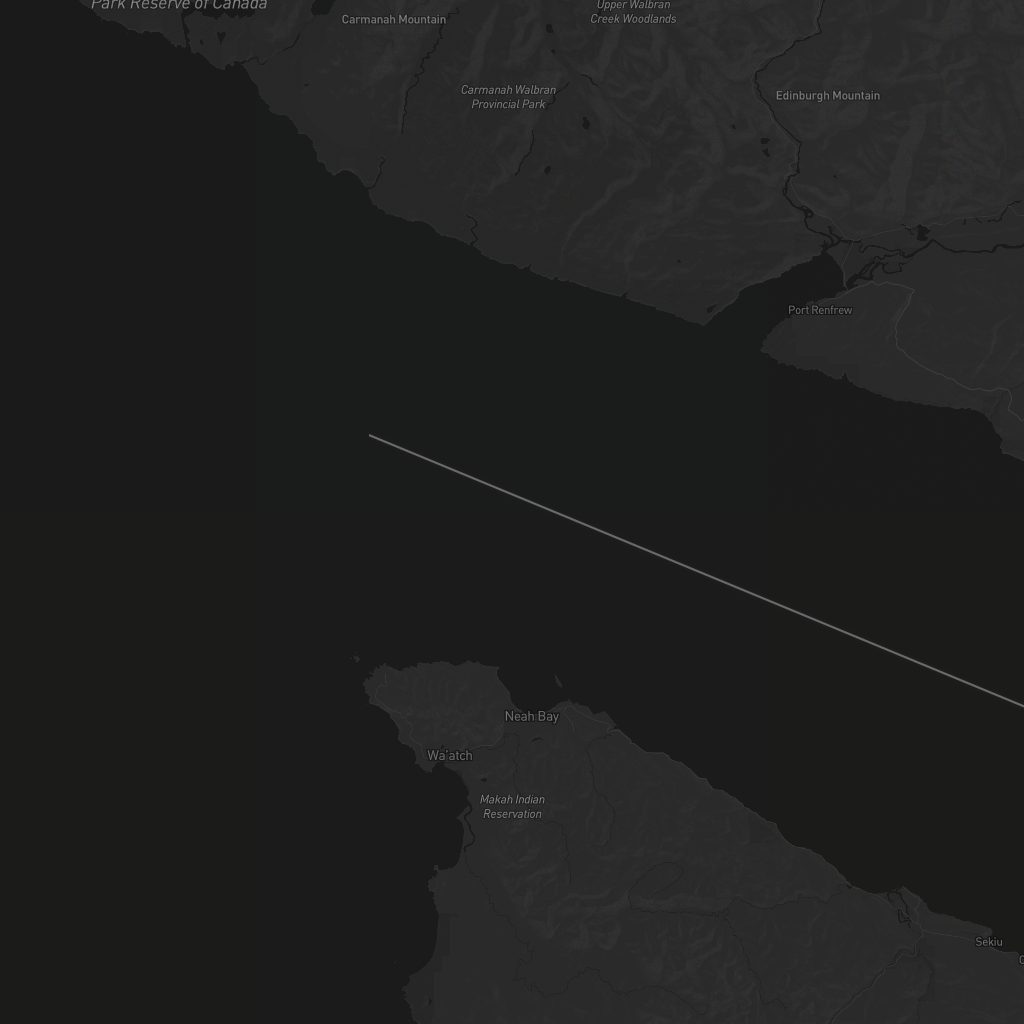 Park Reserve of Canada
Carmanah Mountain
Upper Walbran
Creek Woodlands
Carmanah Walbran
Provincial Park
Edinburgh Mountain
Port Renfrew
Neah Bay
Wa'atch
Makah Indian
Reservation
Sekiu